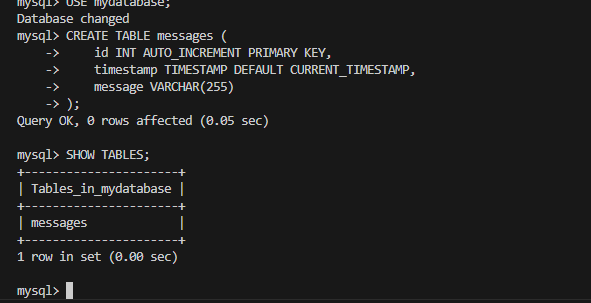 mysql> USE mydatabase;
Database changed
mysql> CREATE TABLE messages (
    ->     id INT AUTO_INCREMENT PRIMARY KEY,
    ->     timestamp TIMESTAMP DEFAULT CURRENT_TIMESTAMP,
    ->     message VARCHAR(255)
    -> );
Query OK, 0 rows affected (0.05 sec)
mysql> SHOW TABLES;
+----------------------+
| Tables_in_mydatabase |
+----------------------+
| messages             |
+----------------------+
1 row in set (0.00 sec)
mysql>